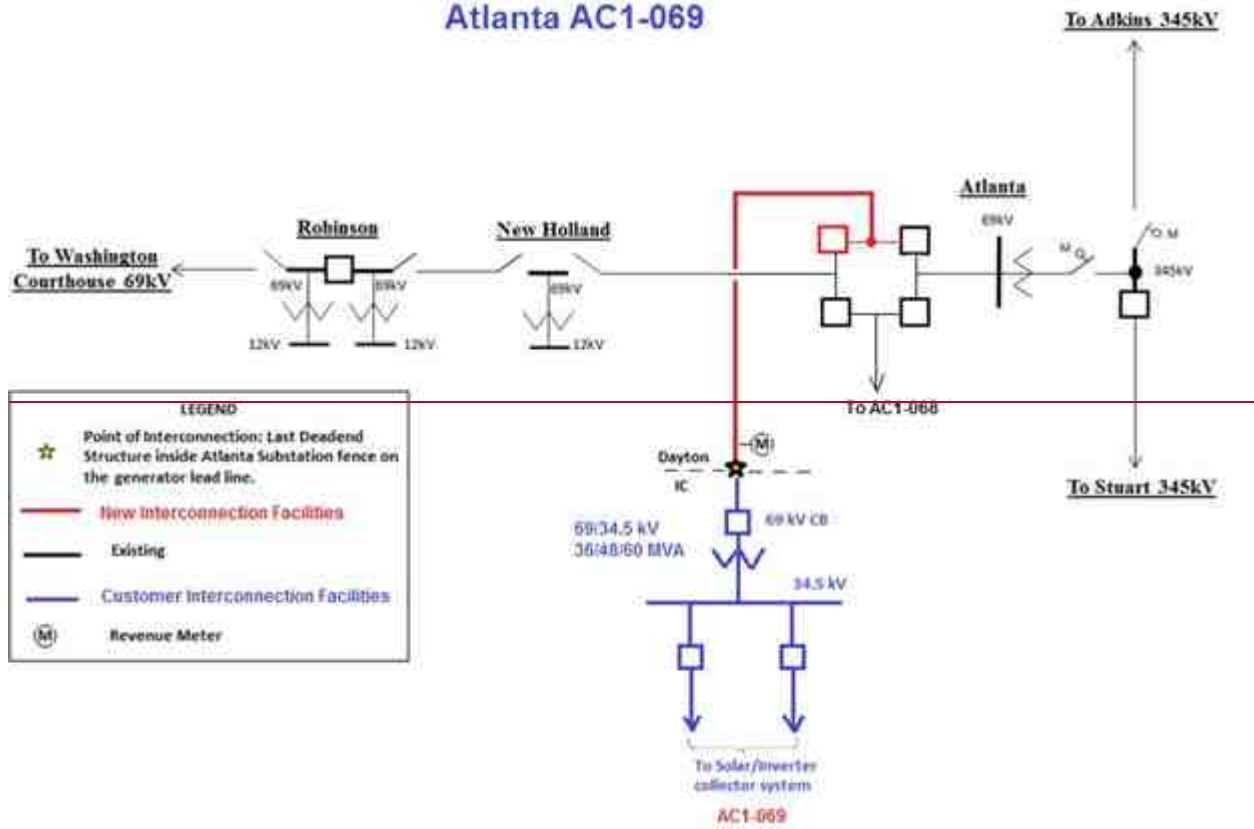 Atlanta AC1-069
To Adkins 345kV
Atlanta
69kV
O.M
M.O.
345kV
Robinson
New Holland
To Washington
Courthouse 69kV
69kV
69kV
69kV
12kV
12kV
12kV
To AC1-068
LEGEND
Point of Interconnection: Last Deadend
Structure inside Atlanta Substation fence on
the generator lead line.
New Interconnection Facilities
Existing
Customer Interconnection Facilities
(M)
Revenue Meter
(M)
Dayton
IC
To Stuart 345kV
69/34.5 kV
36/48/60 MVA
69 kV CB
34.5 kV
To Solar/Inverter
collector system
AC1-069